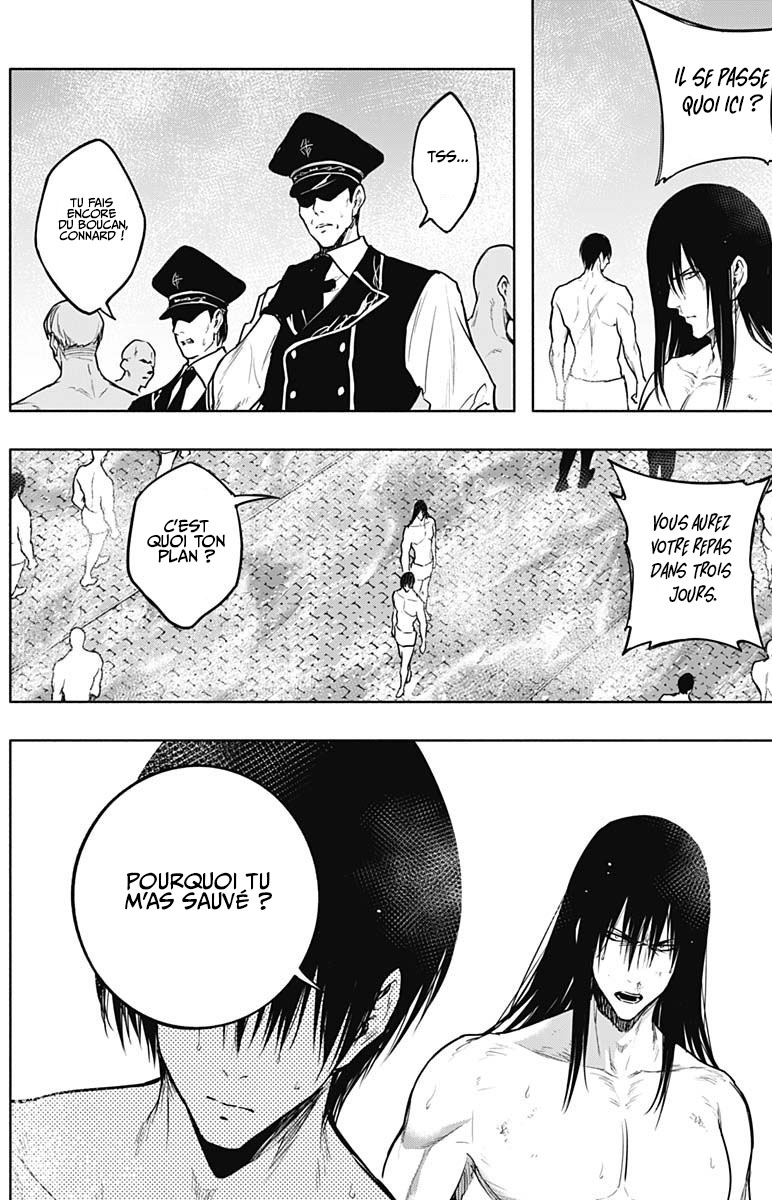 IL SE PASSE
QUOI ICI ?
TSS...
TU FAIS
ENCORE
DU BOUCAN,
CONNARD !
VOUS AUREZ
VOTRE REPAS
DANS TROIS
JOURS.
C'EST
QUOI TON
PLAN ?
POURQUOI TU
M'AS SAUVÉ ?